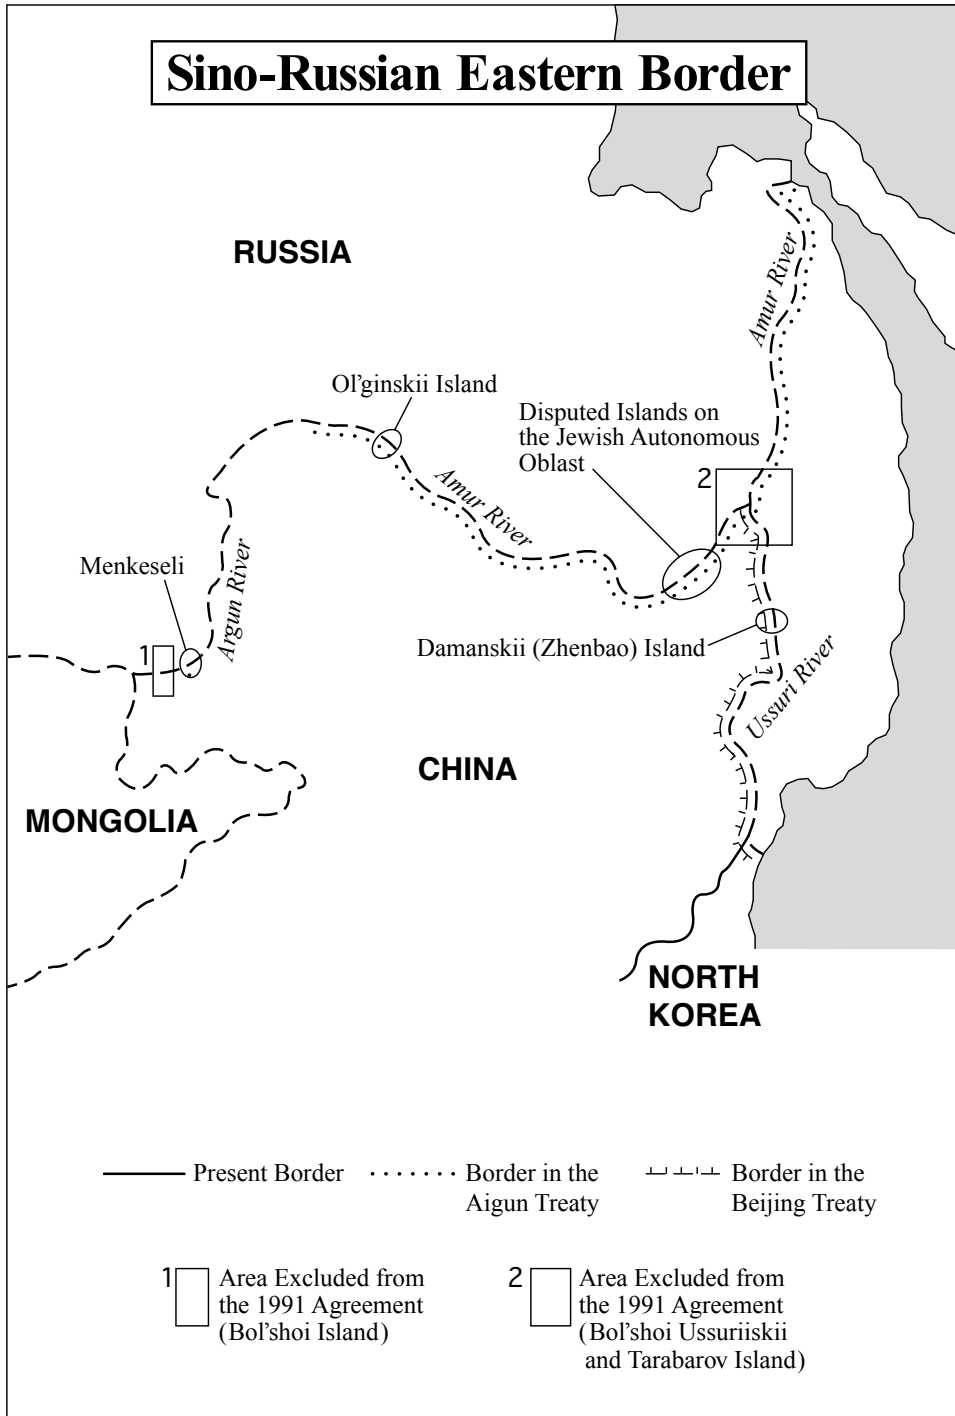 Sino-Russian Eastern Border
RUSSIA
Amur River
Ol'ginskii Island
Disputed Islands on
the Jewish Autonomous
Oblast
2
Amur River
Menkeseli
Argun River
1
Damanskii (Zhenbao) Island
Ussuri River
CHINA
MONGOLIA
NORTH
KOREA
Present Border
Border in the
Aigun Treaty
Border in the
Beijing Treaty
1
Area Excluded from
the 1991 Agreement
(Bol'shoi Island)
2
Area Excluded from
the 1991 Agreement
(Bol'shoi Ussuriiskii
and Tarabarov Island)